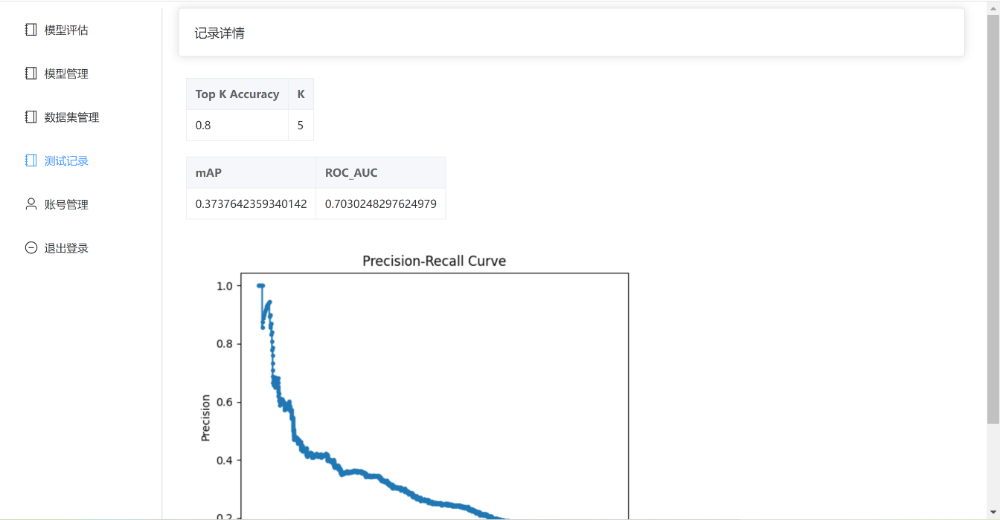 模型评估
模型管理
数据集管理
测试记录
账号管理
退出登录
记录详情
Top K Accuracy K
0.8 5
mAP ROC_AUC
0.3737642359340142 0.7030248297624979
Precision-Recall Curve
1.0
0.8
0.6
0.4
0.2
Precision